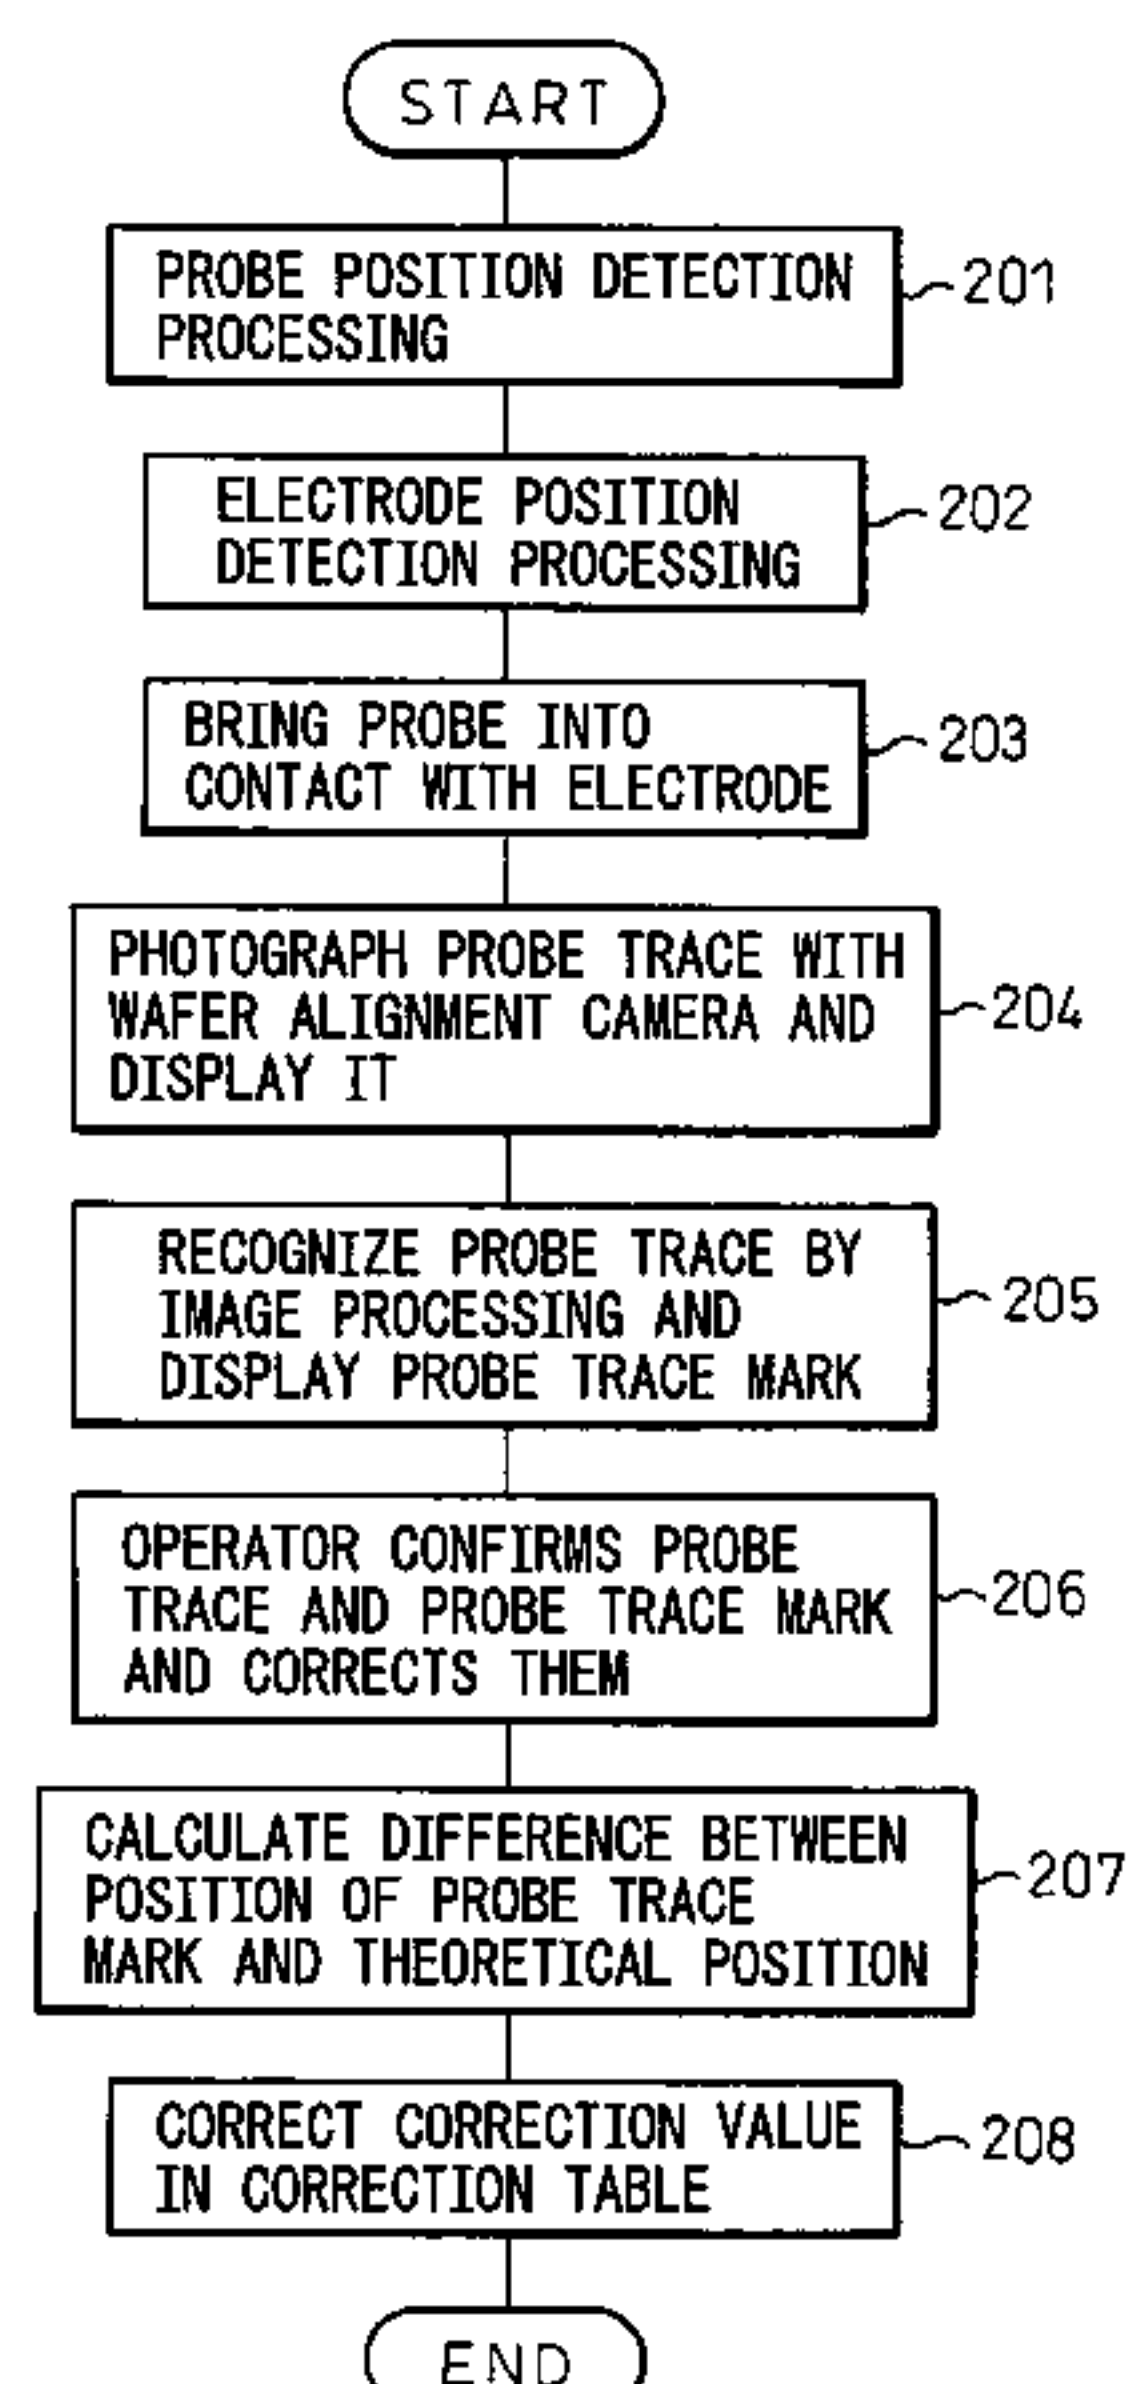 START
PROBE POSITION DETECTION
PROCESSING
201
ELECTRODE POSITION
DETECTION PROCESSING
202
BRING PROBE INTO
CONTACT WITH ELECTRODE
203
PHOTOGRAPH PROBE TRACE WITH
WAFER ALIGNMENT CAMERA AND
DISPLAY IT
204
RECOGNIZE PROBE TRACE BY
IMAGE PROCESSING AND
DISPLAY PROBE TRACE MARK
205
OPERATOR CONFIRMS PROBE
TRACE AND PROBE TRACE MARK
AND CORRECTS THEM
206
CALCULATE DIFFERENCE BETWEEN
POSITION OF PROBE TRACE
MARK AND THEORETICAL POSITION
207
CORRECT CORRECTION VALUE
IN CORRECTION TABLE
208
END